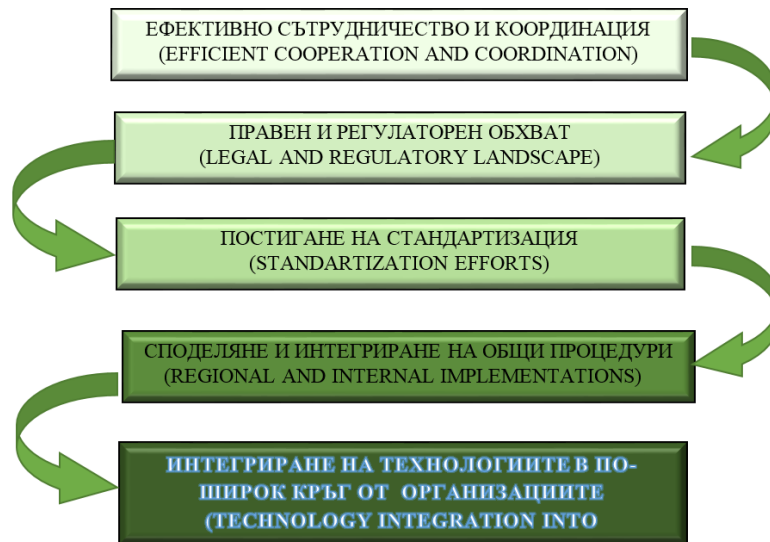 ЕФЕКТИВНО СЪТРУДНИЧЕСТВО И КООРДИНАЦИЯ
(EFFICIENT COOPERATION AND COORDINATION)
ПРАВЕН И РЕГУЛАТОРЕН ОБХВАТ
(LEGAL AND REGULATORY LANDSCAPE)
ПОСТИГАНЕ НА СТАНДАРТИЗАЦИЯ
(STANDARTIZATION EFFORTS)
СПОДЕЛЯНЕ И ИНТЕГРИРАНЕ НА ОБЩИ ПРОЦЕДУРИ
(REGIONAL AND INTERNAL IMPLEMENTATIONS)
ИНТЕГРИРАНЕ НА ТЕХНОЛОГИИТЕ В ПО-
ШИРОК КРЪГ ОТ ОРГАНИЗАЦИИТЕ
(TECHNOLOGY INTEGRATION INTO